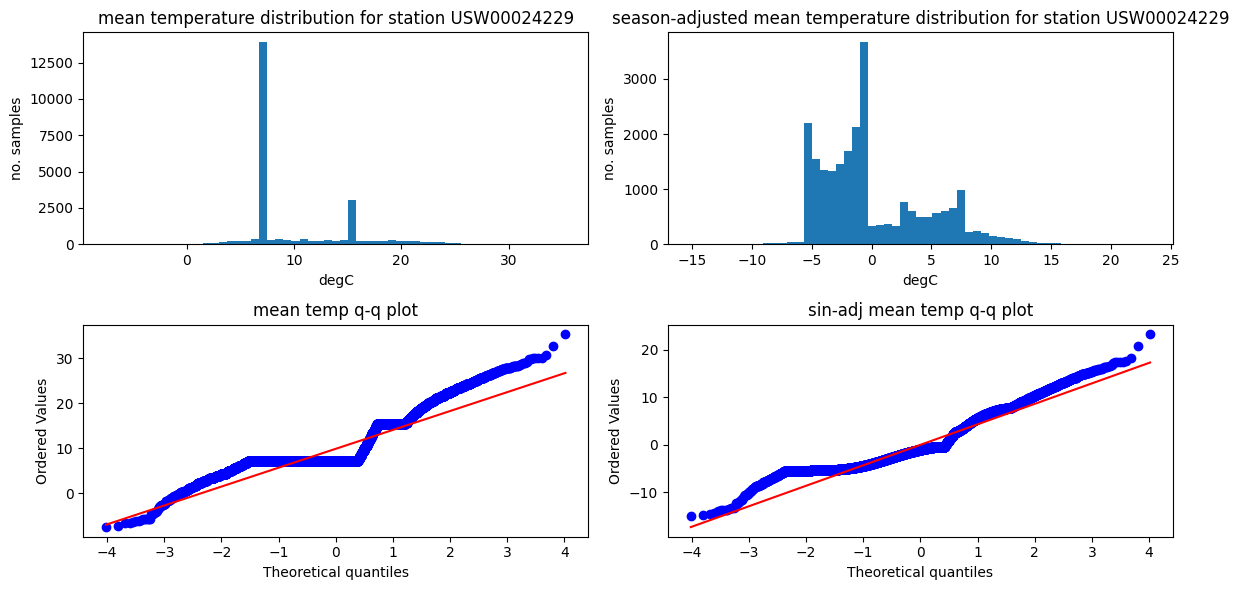 mean temperature distribution for station USW00024229
no. samples
12500
10000
7500
5000
2500
0
0 10 20 30
degC
season-adjusted mean temperature distribution for station USW00024229
no. samples
3000
2000
1000
0
−15 −10 −5 0 5 10 15 20 25
degC
mean temp q-q plot
Ordered Values
30
20
10
0
−4 −3 −2 −1 0 1 2 3 4
Theoretical quantiles
sin-adj mean temp q-q plot
Ordered Values
20
10
0
−10
−4 −3 −2 −1 0 1 2 3 4
Theoretical quantiles